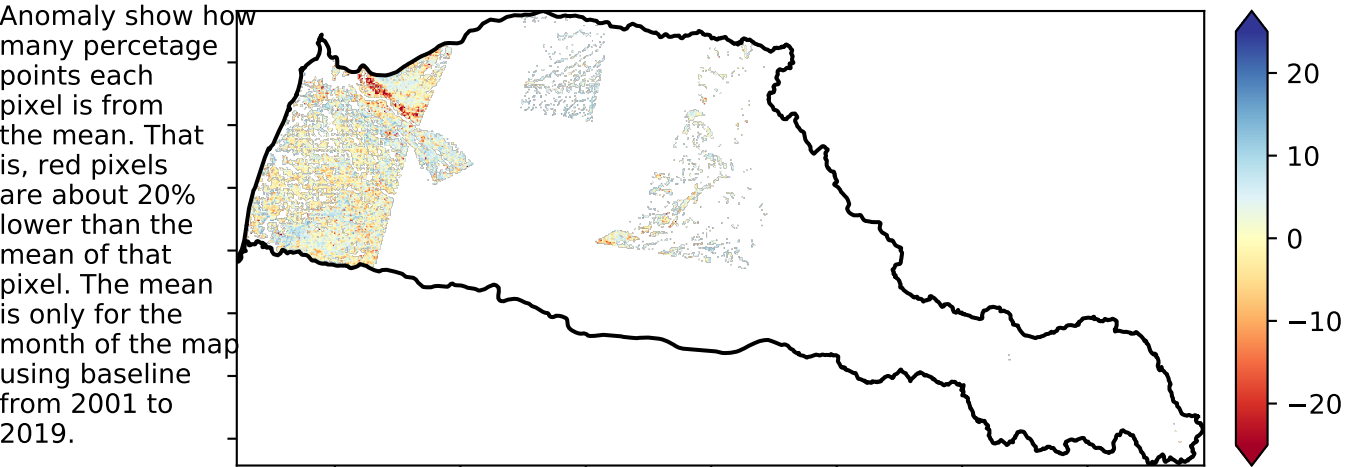 Anomaly show how
many percetage
points each
pixel is from
the mean. That
is, red pixels
are about 20%
lower than the
mean of that
pixel. The mean
is only for the
month of the map
using baseline
from 2001 to
2019.
20
10
0
−10
−20